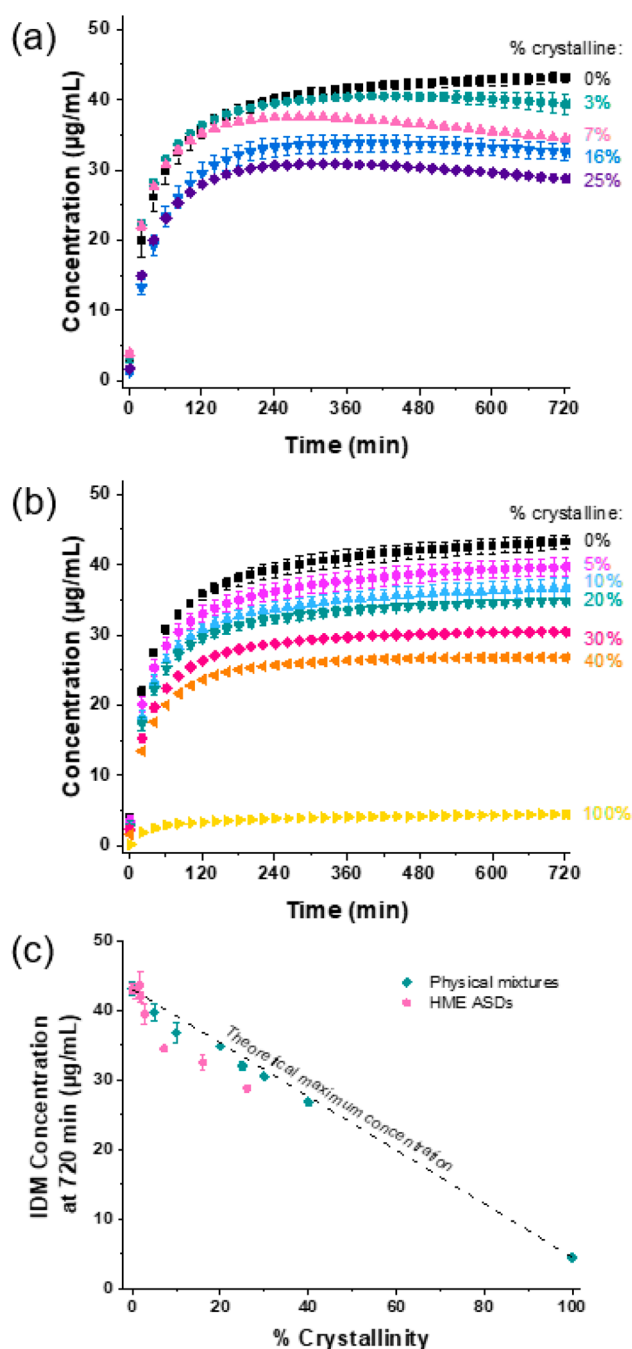 (a)
% crystalline:
0%
3%
7%
16%
25%
50
40
30
20
10
0
Concentration (µg/mL)
0 120 240 360 480 600 720
Time (min)
(b)
% crystalline:
0%
5%
10%
20%
30%
40%
100%
50
40
30
20
10
0
Concentration (µg/mL)
0 120 240 360 480 600 720
Time (min)
(c)
Physical mixtures
HME ASDs
Theoretical maximum concentration
50
40
30
20
10
0
IDM Concentration
at 720 min (µg/mL)
0 20 40 60 80 100
% Crystallinity